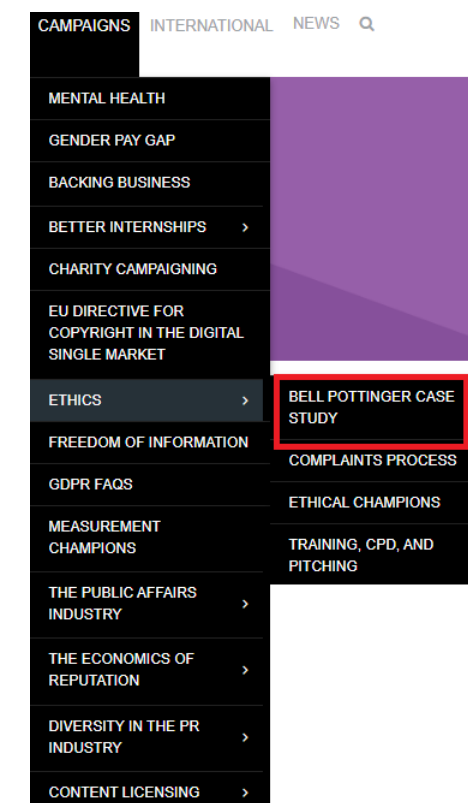 CAMPAIGNS INTERNATIONAL NEWS
MENTAL HEALTH
GENDER PAY GAP
BACKING BUSINESS
BETTER INTERNSHIPS >
CHARITY CAMPAIGNING
EU DIRECTIVE FOR
COPYRIGHT IN THE DIGITAL
SINGLE MARKET
ETHICS >
FREEDOM OF INFORMATION
GDPR FAQS
MEASUREMENT
CHAMPIONS
THE PUBLIC AFFAIRS
INDUSTRY >
THE ECONOMICS OF
REPUTATION >
DIVERSITY IN THE PR
INDUSTRY >
CONTENT LICENSING >
BELL POTTINGER CASE
STUDY
COMPLAINTS PROCESS
ETHICAL CHAMPIONS
TRAINING, CPD, AND
PITCHING